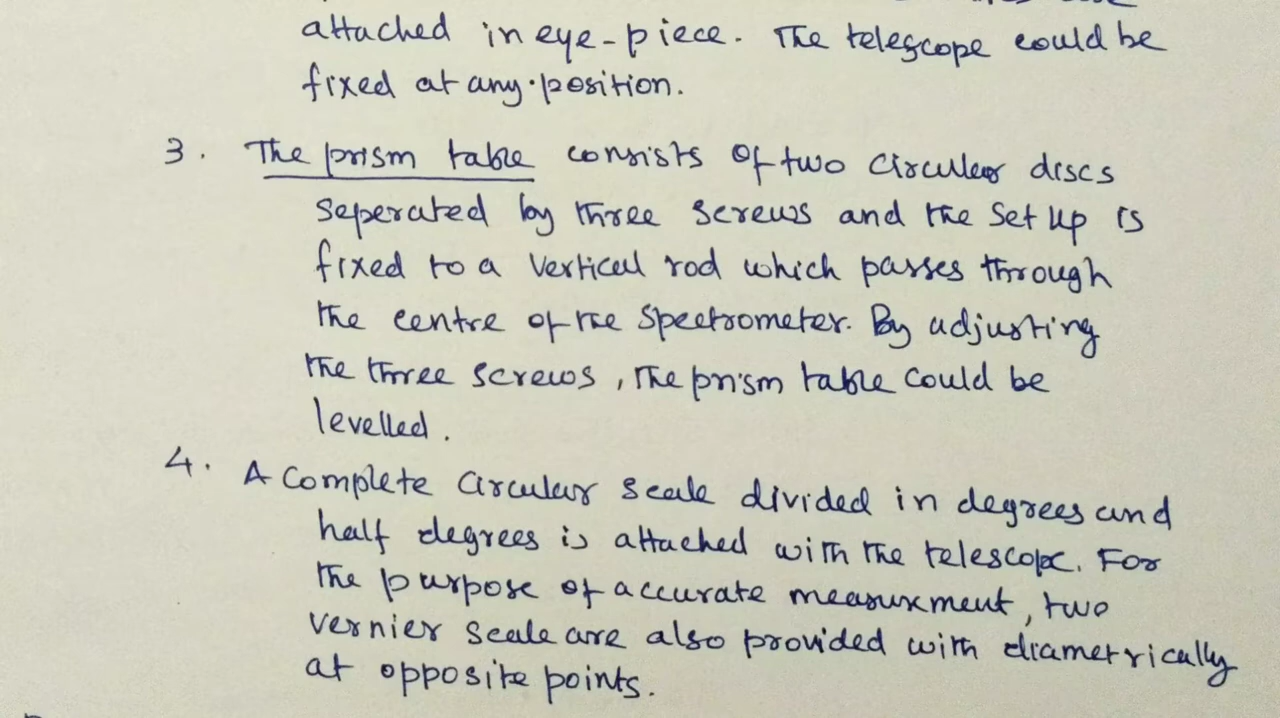 attached in eye-piece. The telescope could be
fixed at any position.
3. The prism table consists of two circular discs
seperated by three screws and the set up is
fixed to a vertical rod which passes through
the centre of the spectrometer. By adjusting
the three screws, the prism table could be
levelled.
4. A complete circular scale divided in degrees and
half degrees is attached with the telescope. For
the purpose of accurate measurement, two
vernier scale are also provided with diametrically
at opposite points.